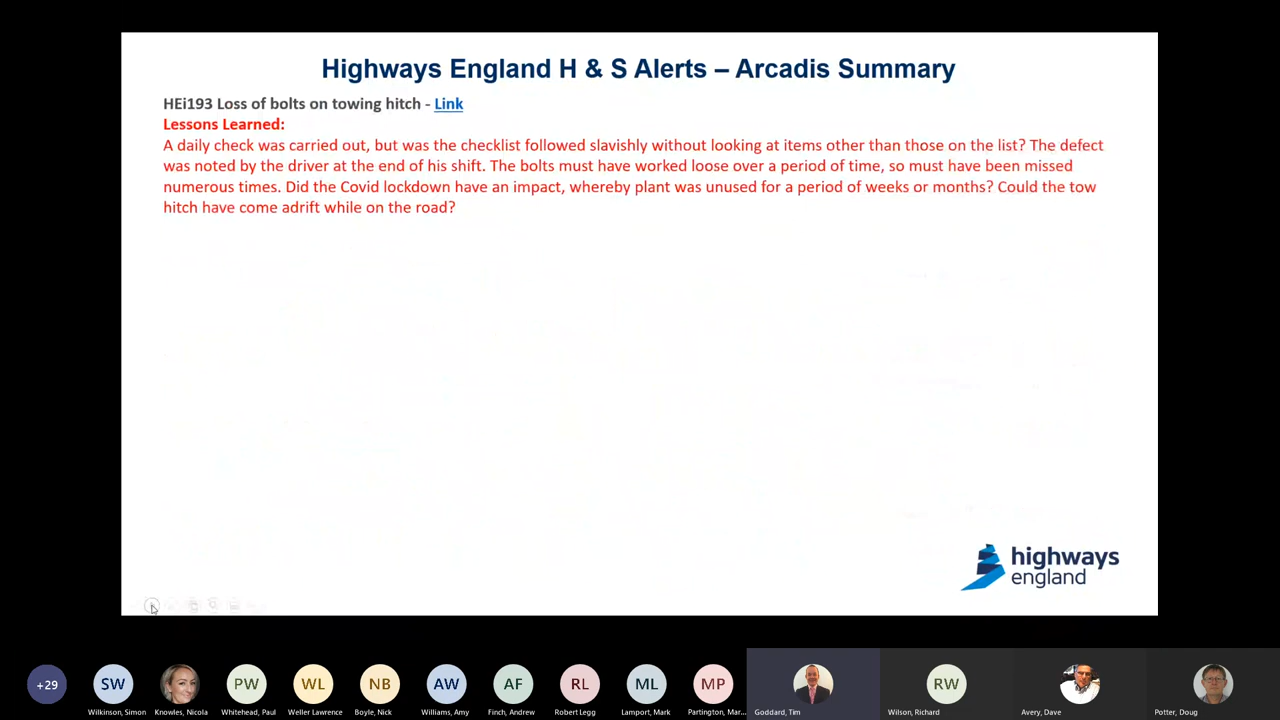 Highways England H & S Alerts – Arcadis Summary
HEi193 Loss of bolts on towing hitch - Link
Lessons Learned:
A daily check was carried out, but was the checklist followed slavishly without looking at items other than those on the list? The defect
was noted by the driver at the end of his shift. The bolts must have worked loose over a period of time, so must have been missed
numerous times. Did the Covid lockdown have an impact, whereby plant was unused for a period of weeks or months? Could the tow
hitch have come adrift while on the road?
highways
england
+29
SW
PW
WL
NB
AW
AF
RL
ML
MP
RW
Wilkinson, Simon
Knowles, Nicola
Whitehead, Paul
Weller Lawrence
Boyle, Nick
Williams, Amy
Finch, Andrew
Robert Legg
Lamport, Mark
Partington, Mar...
Goddard, Tim
Wilson, Richard
Avery, Dave
Potter, Doug